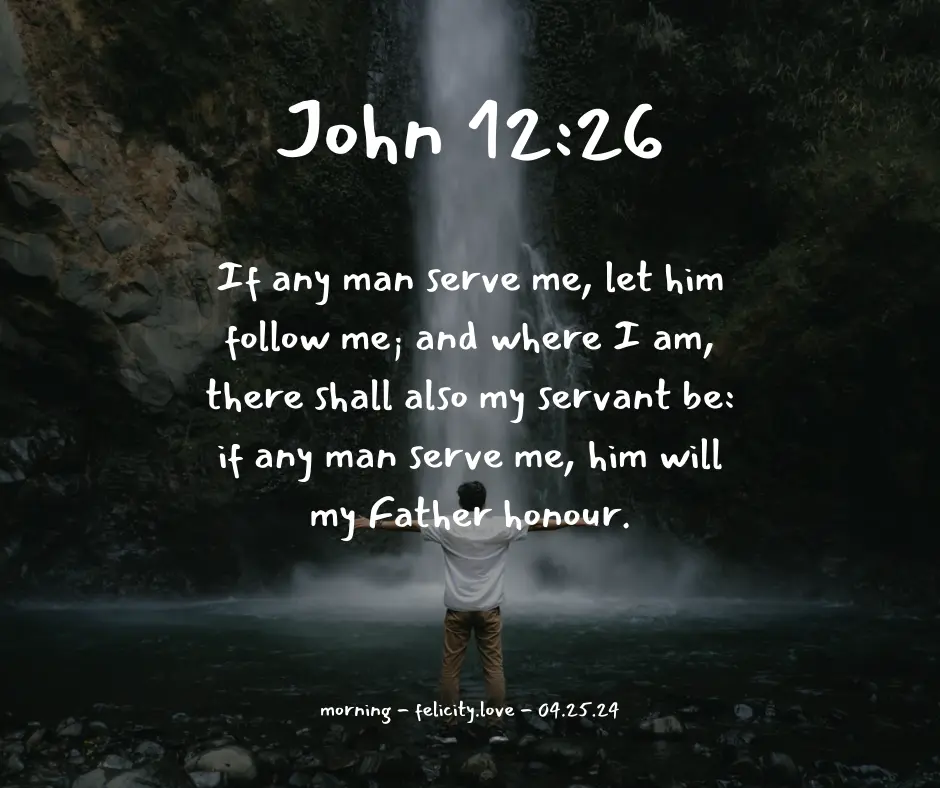 John 12:26
If any man serve me, let him
follow me; and where I am,
there shall also my servant be:
if any man serve me, him will
my Father honour.
morning - felicity.love - 04.25.24